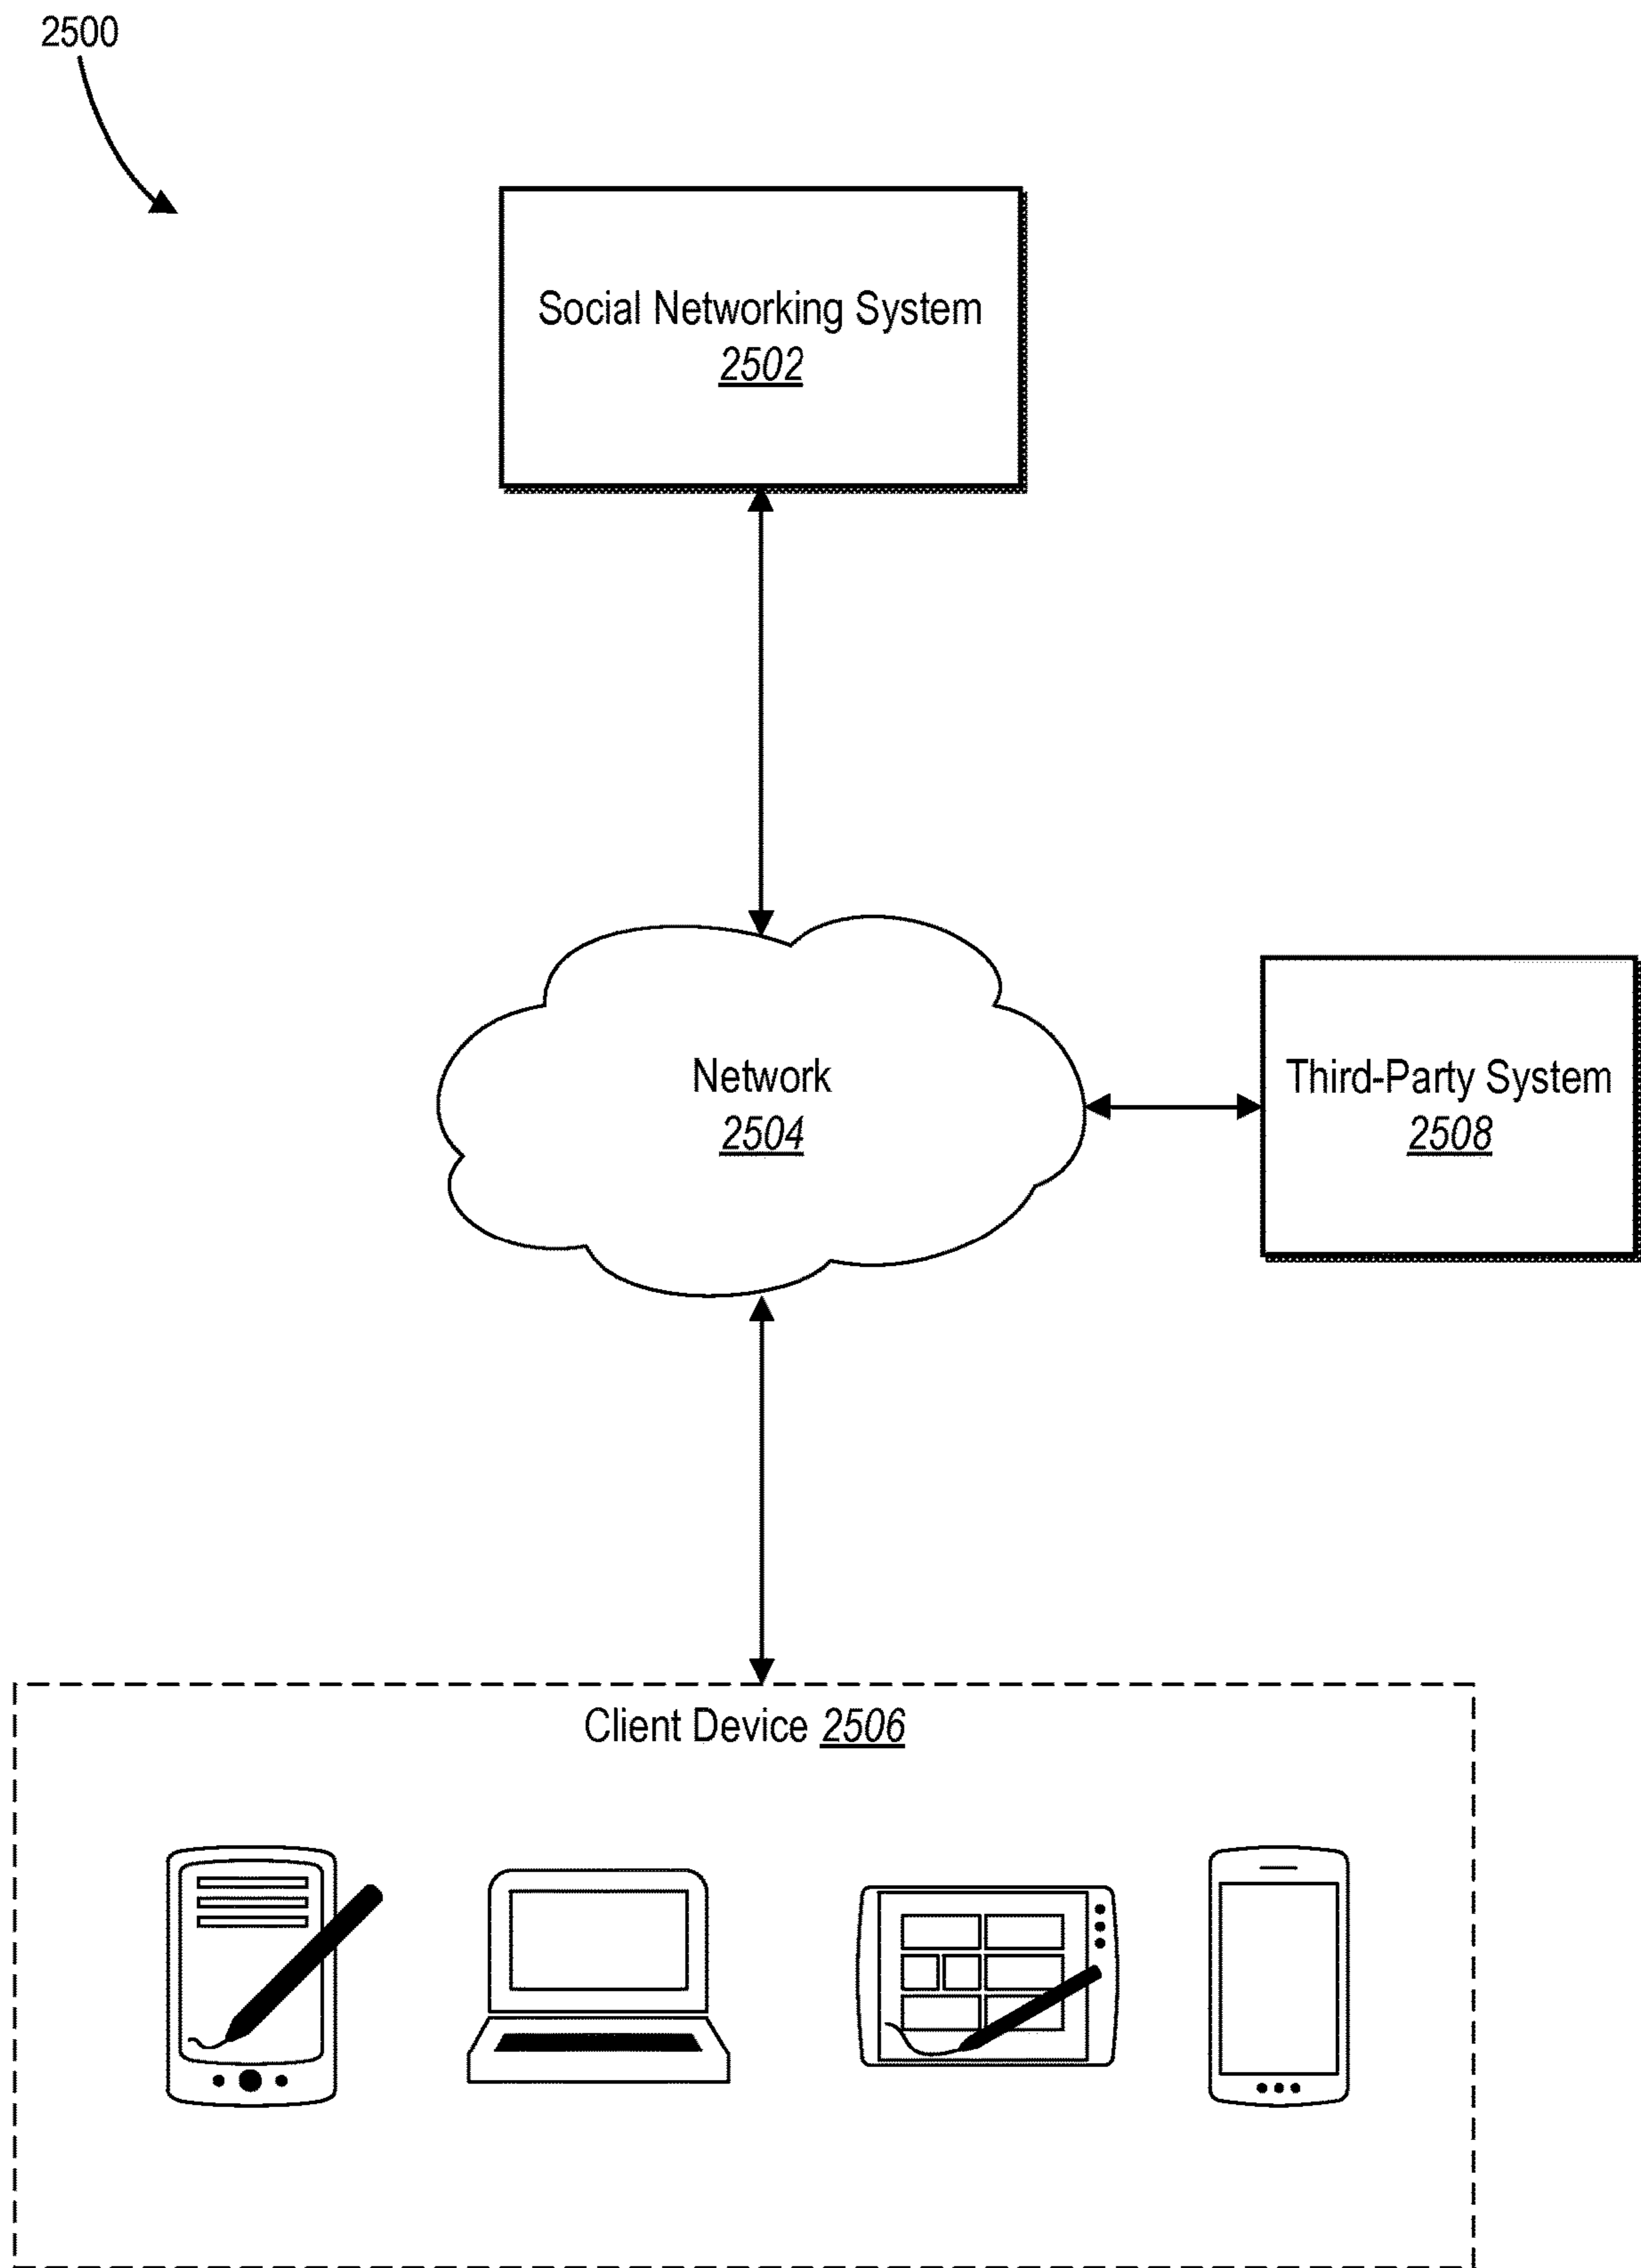 2500
Social Networking System
2502
Network
2504
Third-Party System
2508
Client Device 2506